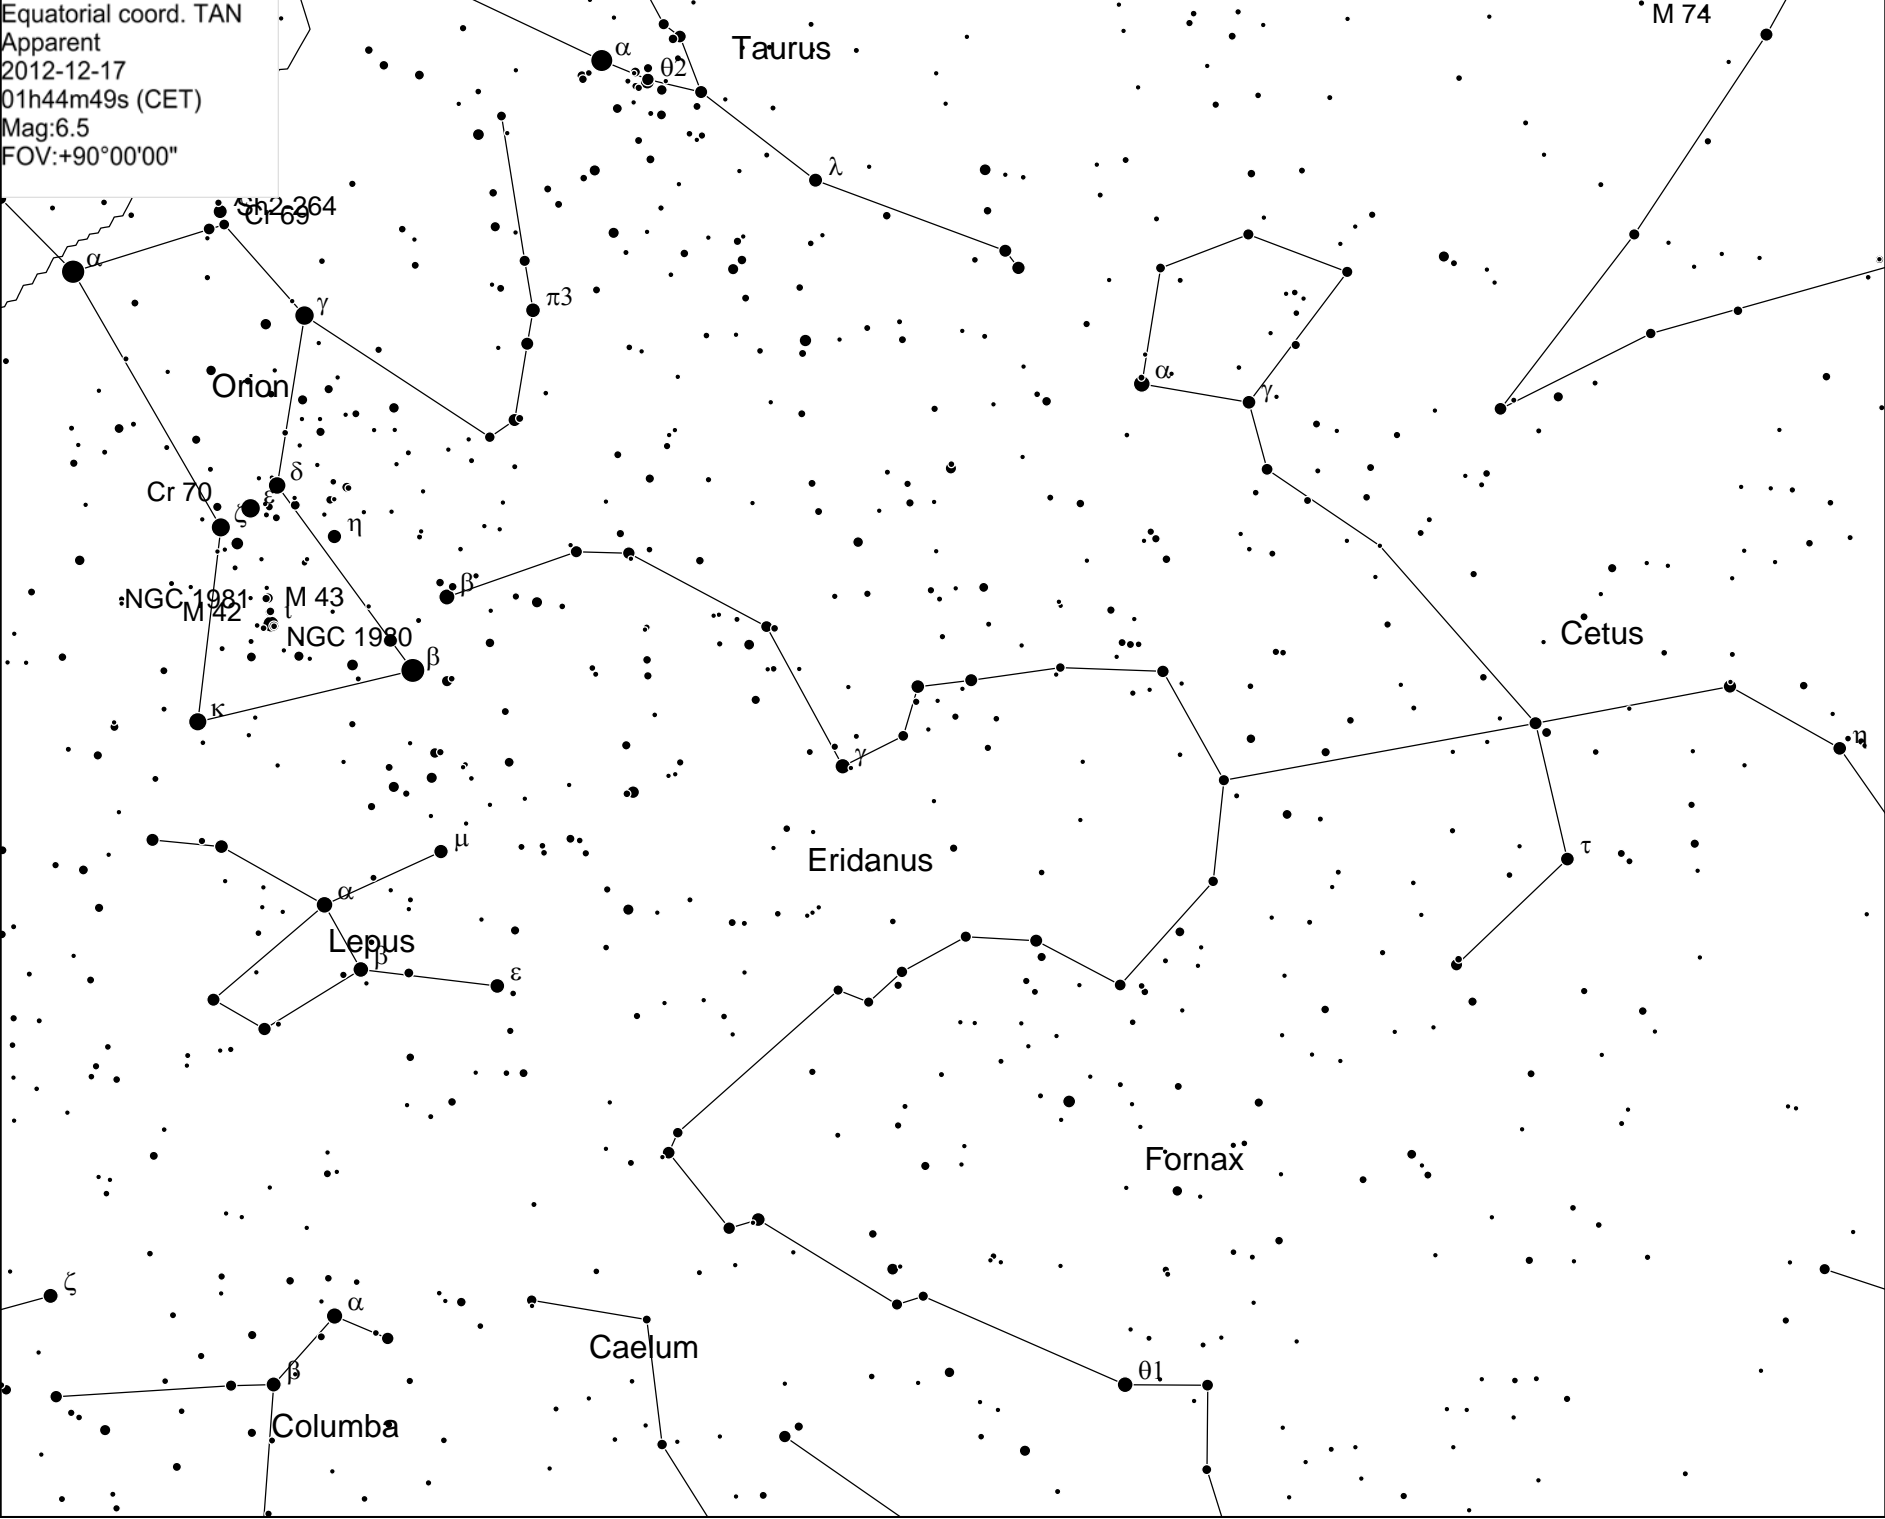 Equatorial coord. TAN
Apparent
2012-12-17
01h44m49s (CET)
Mag:6.5
FOV:+90°00'00"
M 74
α
θ2
Taurus
λ
Sh2-264
Cr 69
α
γ
π3
Orion
α
γ
δ
Cr 70
ε
ζ
η
β
NGC 1981
M 43
M 42
ι
NGC 1980
Cetus
β
κ
η
γ
μ
Eridanus
τ
α
Lepus
β
ε
Fornax
ζ
α
Caelum
β
θ1
Columba